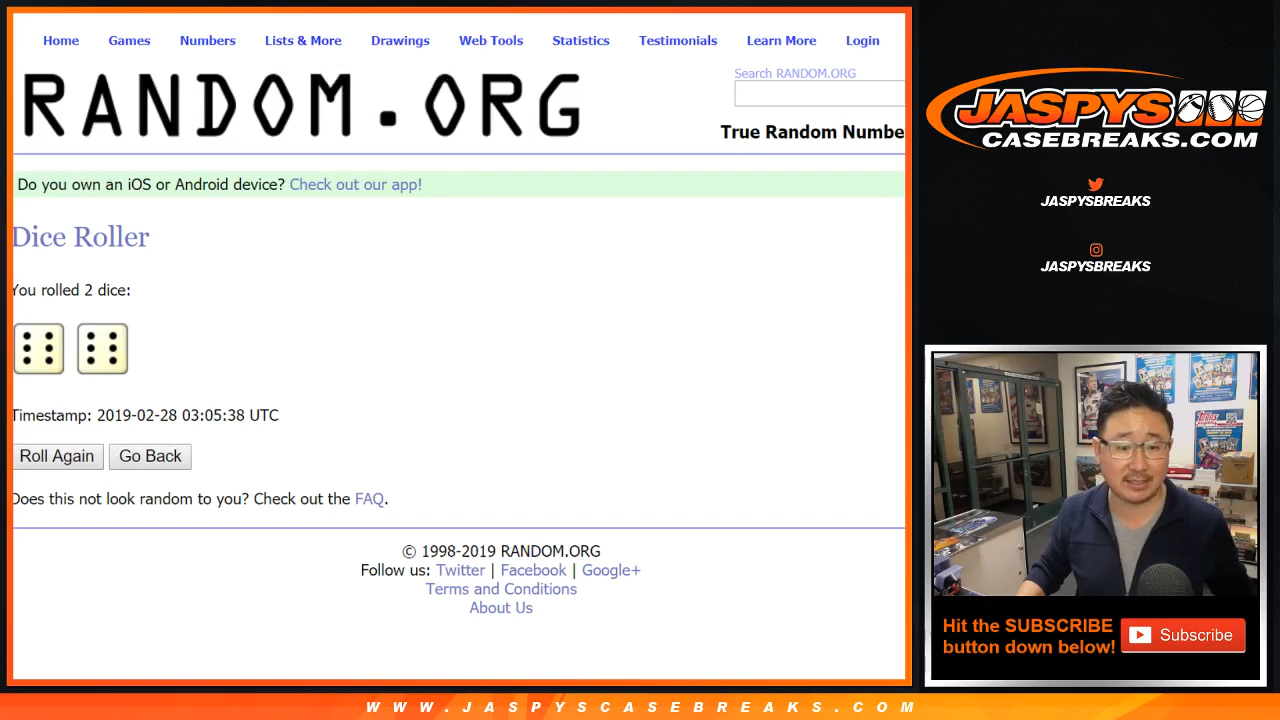 Home Games Numbers Lists & More Drawings Web Tools Statistics Testimonials Learn More Login
RANDOM.ORG
Search RANDOM.ORG
True Random Numbe
Do you own an iOS or Android device? Check out our app!
Dice Roller
You rolled 2 dice:
Timestamp: 2019-02-28 03:05:38 UTC
Roll Again Go Back
Does this not look random to you? Check out the FAQ.
© 1998-2019 RANDOM.ORG
Follow us: Twitter | Facebook | Google+
Terms and Conditions
About Us
JASPYS
CASEBREAKS.COM
JASPYSBREAKS
JASPYSBREAKS
TOPPS
Hit the SUBSCRIBE
button down below!
Subscribe
WWW.JASPYSCASEBREAKS.COM